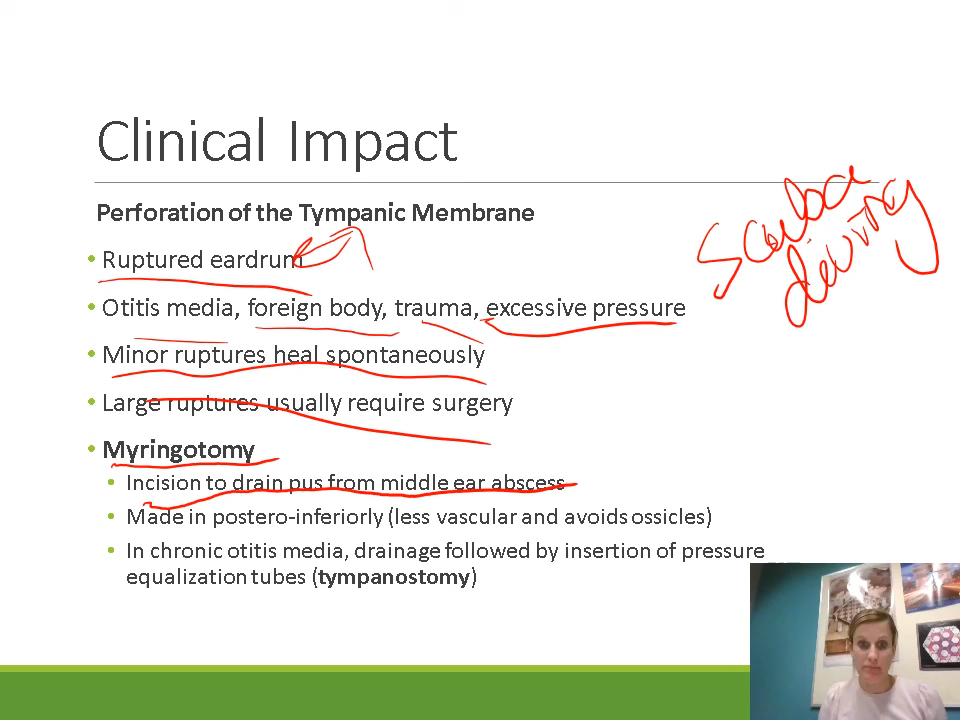 Clinical Impact
Perforation of the Tympanic Membrane
• Ruptured eardrum
• Otitis media, foreign body, trauma, excessive pressure
• Minor ruptures heal spontaneously
• Large ruptures usually require surgery
• Myringotomy
• Incision to drain pus from middle ear abscess
• Made in postero-inferiorly (less vascular and avoids ossicles)
• In chronic otitis media, drainage followed by insertion of pressure
equalization tubes (tympanostomy)
Scuba
diving